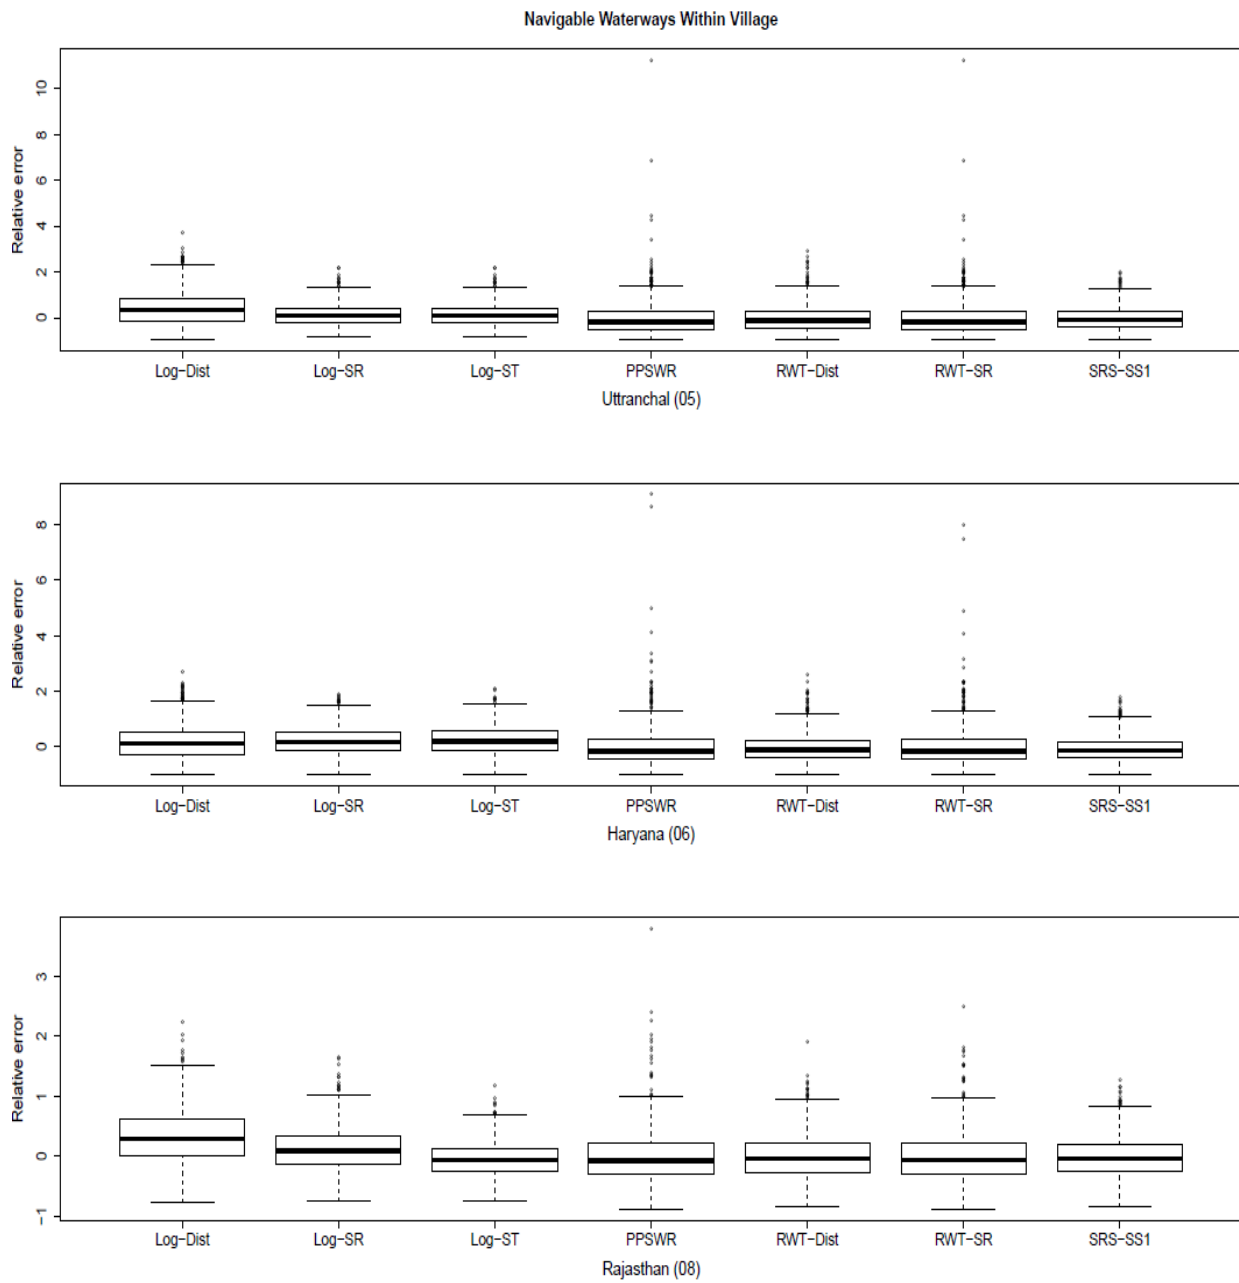 Navigable Waterways Within Village
Relative error
10
8
6
4
2
0
Log-Dist Log-SR Log-ST PPSWR RWT-Dist RWT-SR SRS-SS1
Uttranchal (05)
Relative error
8
6
4
2
0
Log-Dist Log-SR Log-ST PPSWR RWT-Dist RWT-SR SRS-SS1
Haryana (06)
Relative error
3
2
1
0
-1
Log-Dist Log-SR Log-ST PPSWR RWT-Dist RWT-SR SRS-SS1
Rajasthan (08)